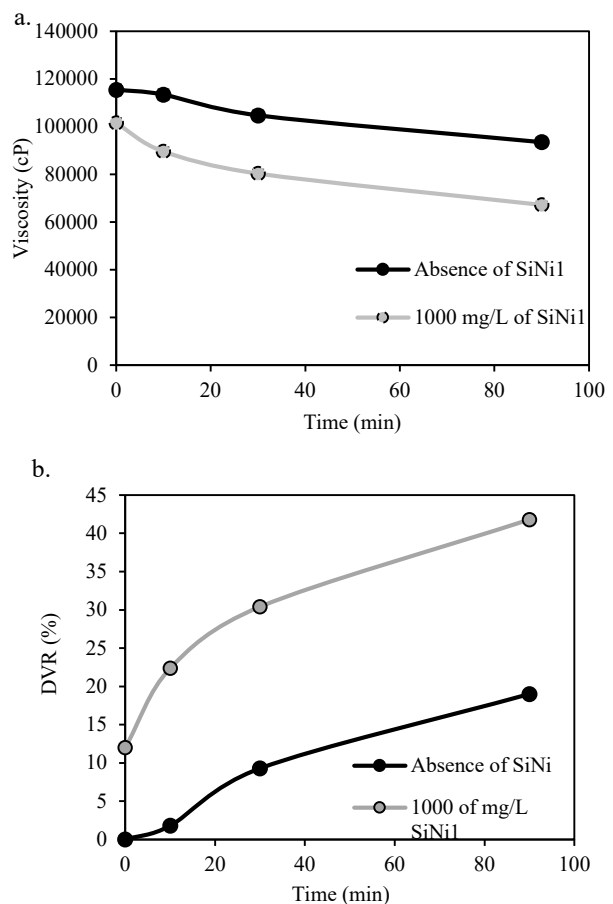 a.
140000
120000
100000
80000
60000
40000
20000
0
Viscosity (cP)
Absence of SiNi1
1000 mg/L of SiNi1
0 20 40 60 80 100
Time (min)
b.
45
40
35
30
25
20
15
10
5
0
DVR (%)
Absence of SiNi
1000 of mg/L
SiNi1
0 20 40 60 80 100
Time (min)